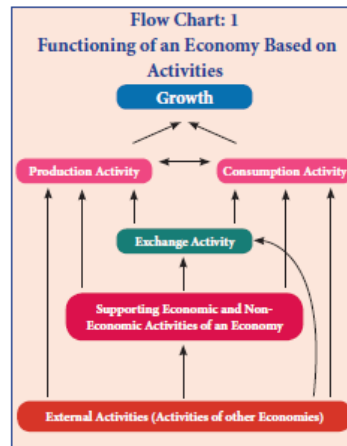 Flow Chart: 1
Functioning of an Economy Based on
Activities
Growth
Production Activity
Consumption Activity
Exchange Activity
Supporting Economic and Non-
Economic Activities of an Economy
External Activities (Activities of other Economies)